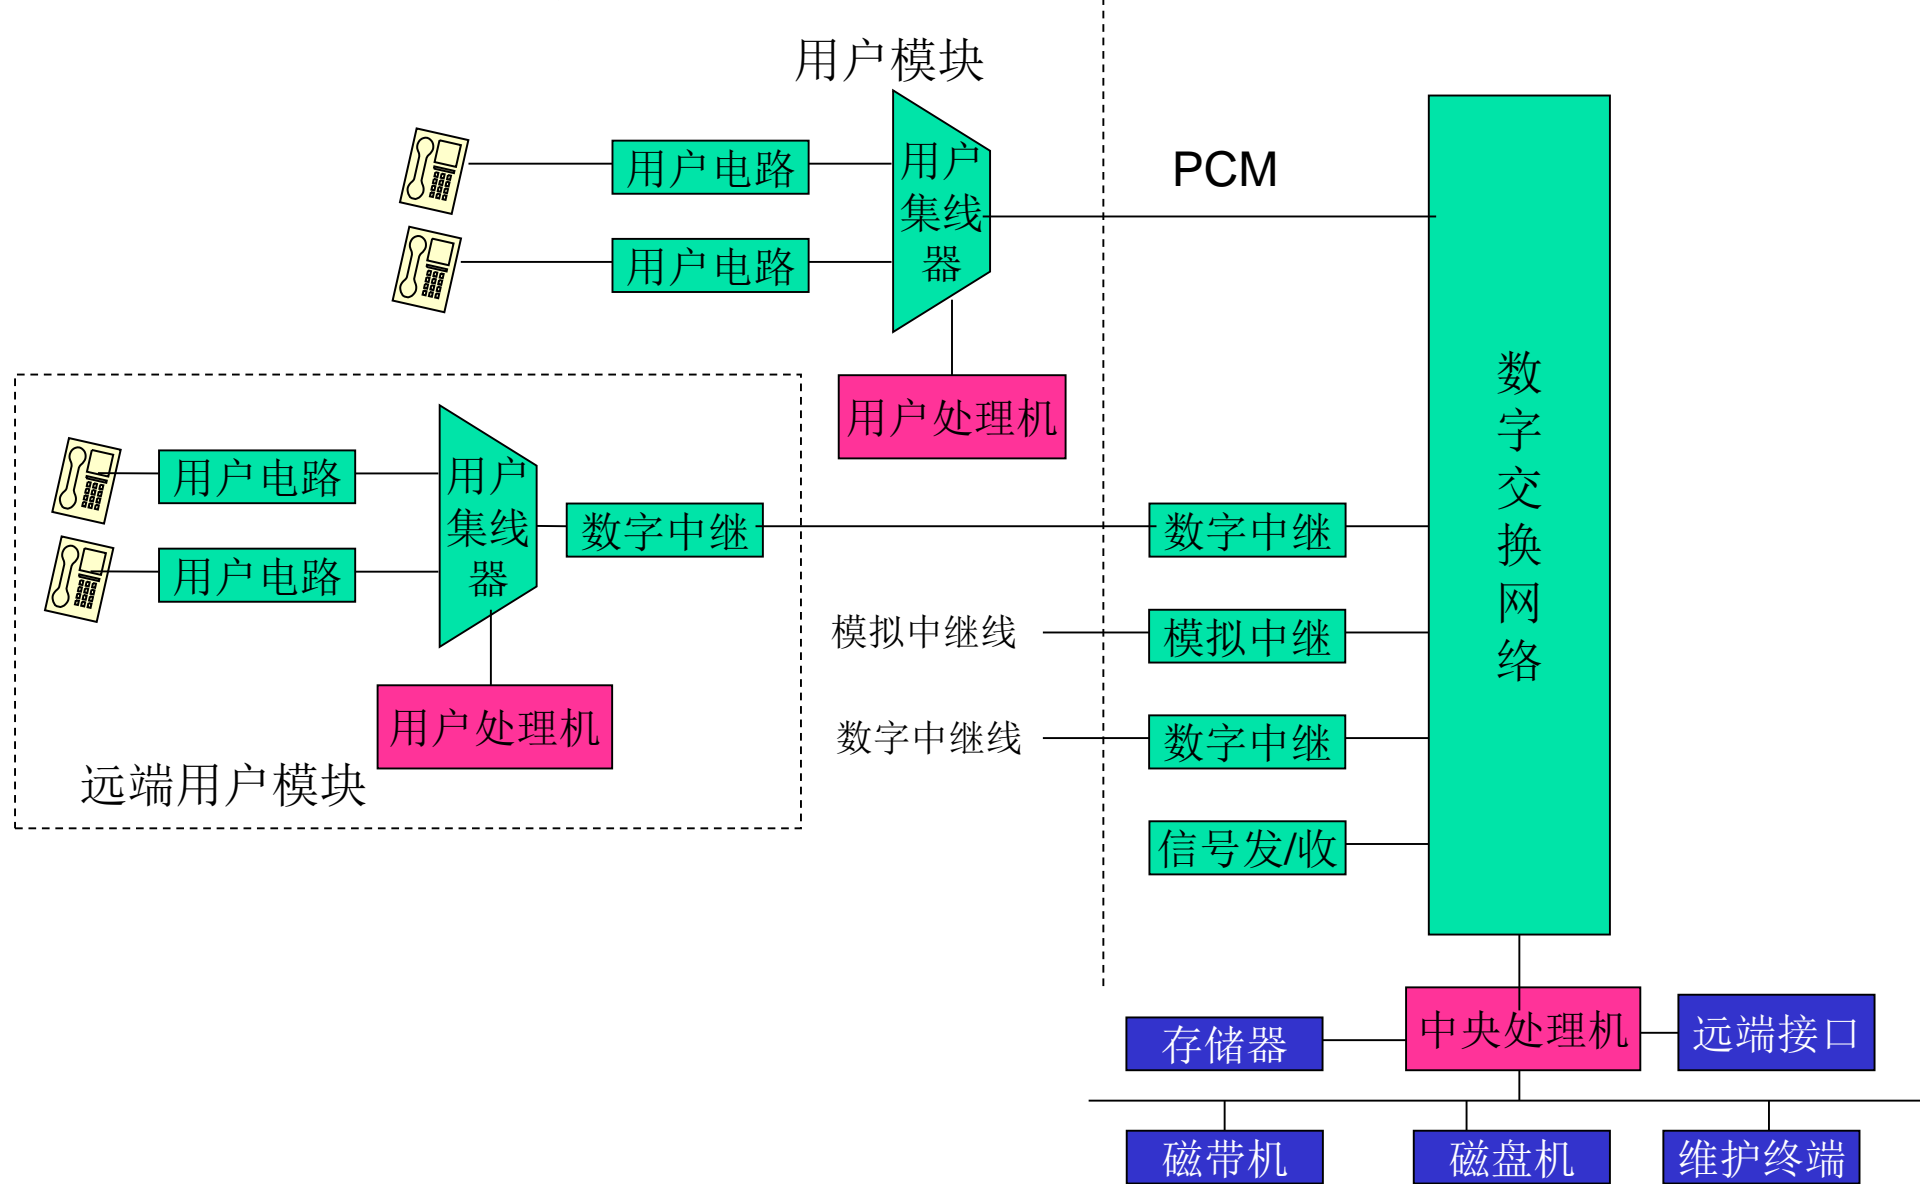 用户模块
用户电路
用户电路
用户
集线
器
PCM
用户处理机
数
字
交
换
网
络
用户电路
用户电路
用户
集线
器
数字中继
用户处理机
远端用户模块
数字中继
模拟中继线
模拟中继
数字中继线
数字中继
信号发/收
存储器
中央处理机
远端接口
磁带机
磁盘机
维护终端